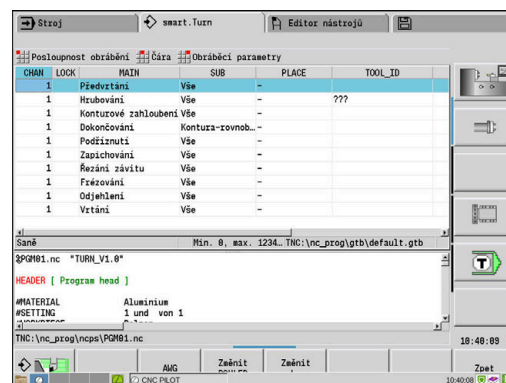 Stroj smart.Turn Editor nástrojů
Posloupnost obrábění Čára Obráběcí parametry
CHAN LOCK MAIN SUB PLACE TOOL_ID
1 Předvrtání Vše –
1 Hrubování Vše – ???
1 Konturové zahloubení Vše –
1 Dokončování Kontura-rovnob… –
1 Podříznutí Vše –
1 Zapichování Vše –
1 Řezání závitu Vše –
1 Frézování Vše –
1 Odjehlení Vše –
1 Vrtání Vše –
Saně Min. 0, max. 1234… TNC:\nc_prog\gtb\default.gtb
%PGM01.nc "TURN_V1.0"
HEADER [ Program head ]
#MATERIAL Aluminium
#SETTING 1 und von 1
TNC:\nc_prog\ncps\PGM01.nc
T
10:40:09
AWG Změnit Změnit Zpet
CNC PILOT 10:40:08